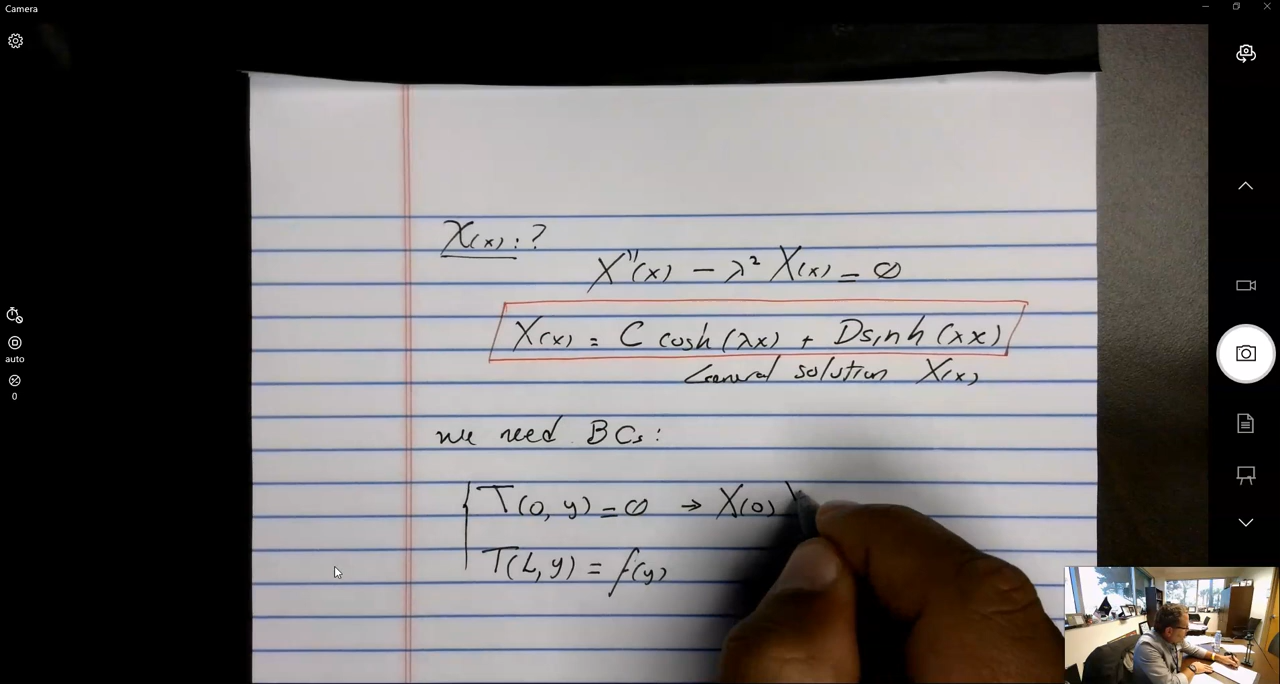 Camera
X(x) : ?
X''(x) - λ² X(x) = 0
X(x) = C cosh(λx) + D sinh(λx)
General solution X(x)
we need BCs:
T(0, y) = 0 → X(0) Y
T(L, y) = f(y)
auto
0